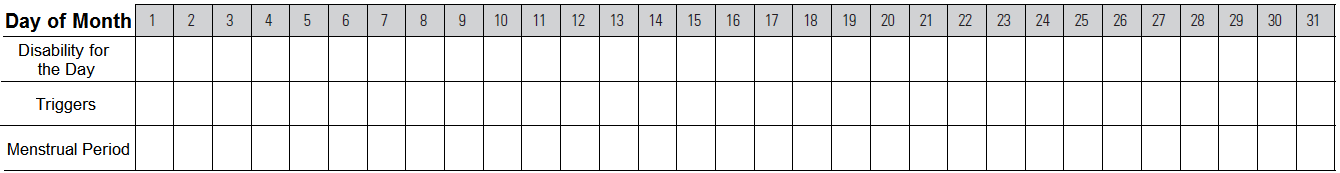 Day of Month 1 2 3 4 5 6 7 8 9 10 11 12 13 14 15 16 17 18 19 20 21 22 23 24 25 26 27 28 29 30 31
Disability for
the Day
Triggers
Menstrual Period